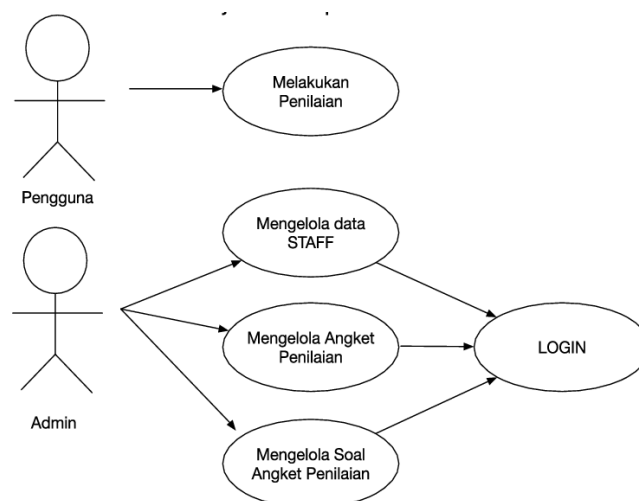 Melakukan
Penilaian
Pengguna
Mengelola data
STAFF
Mengelola Angket
Penilaian
LOGIN
Admin
Mengelola Soal
Angket Penilaian